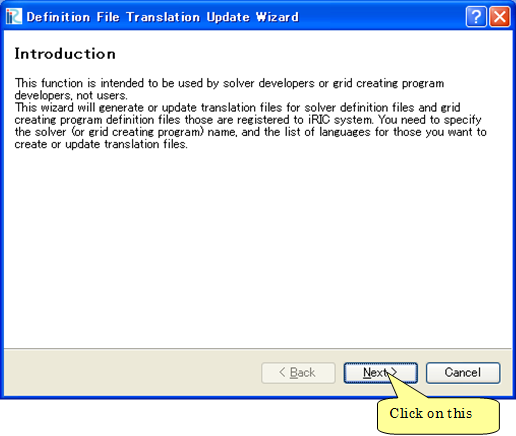 Definition File Translation Update Wizard
Introduction
This function is intended to be used by solver developers or grid creating program
developers, not users.
This wizard will generate or update translation files for solver definition files and grid
creating program definition files those are registered to iRIC system. You need to specify
the solver (or grid creating program) name, and the list of languages for those you want to
create or update translation files.
< Back
Next >
Cancel
Click on this